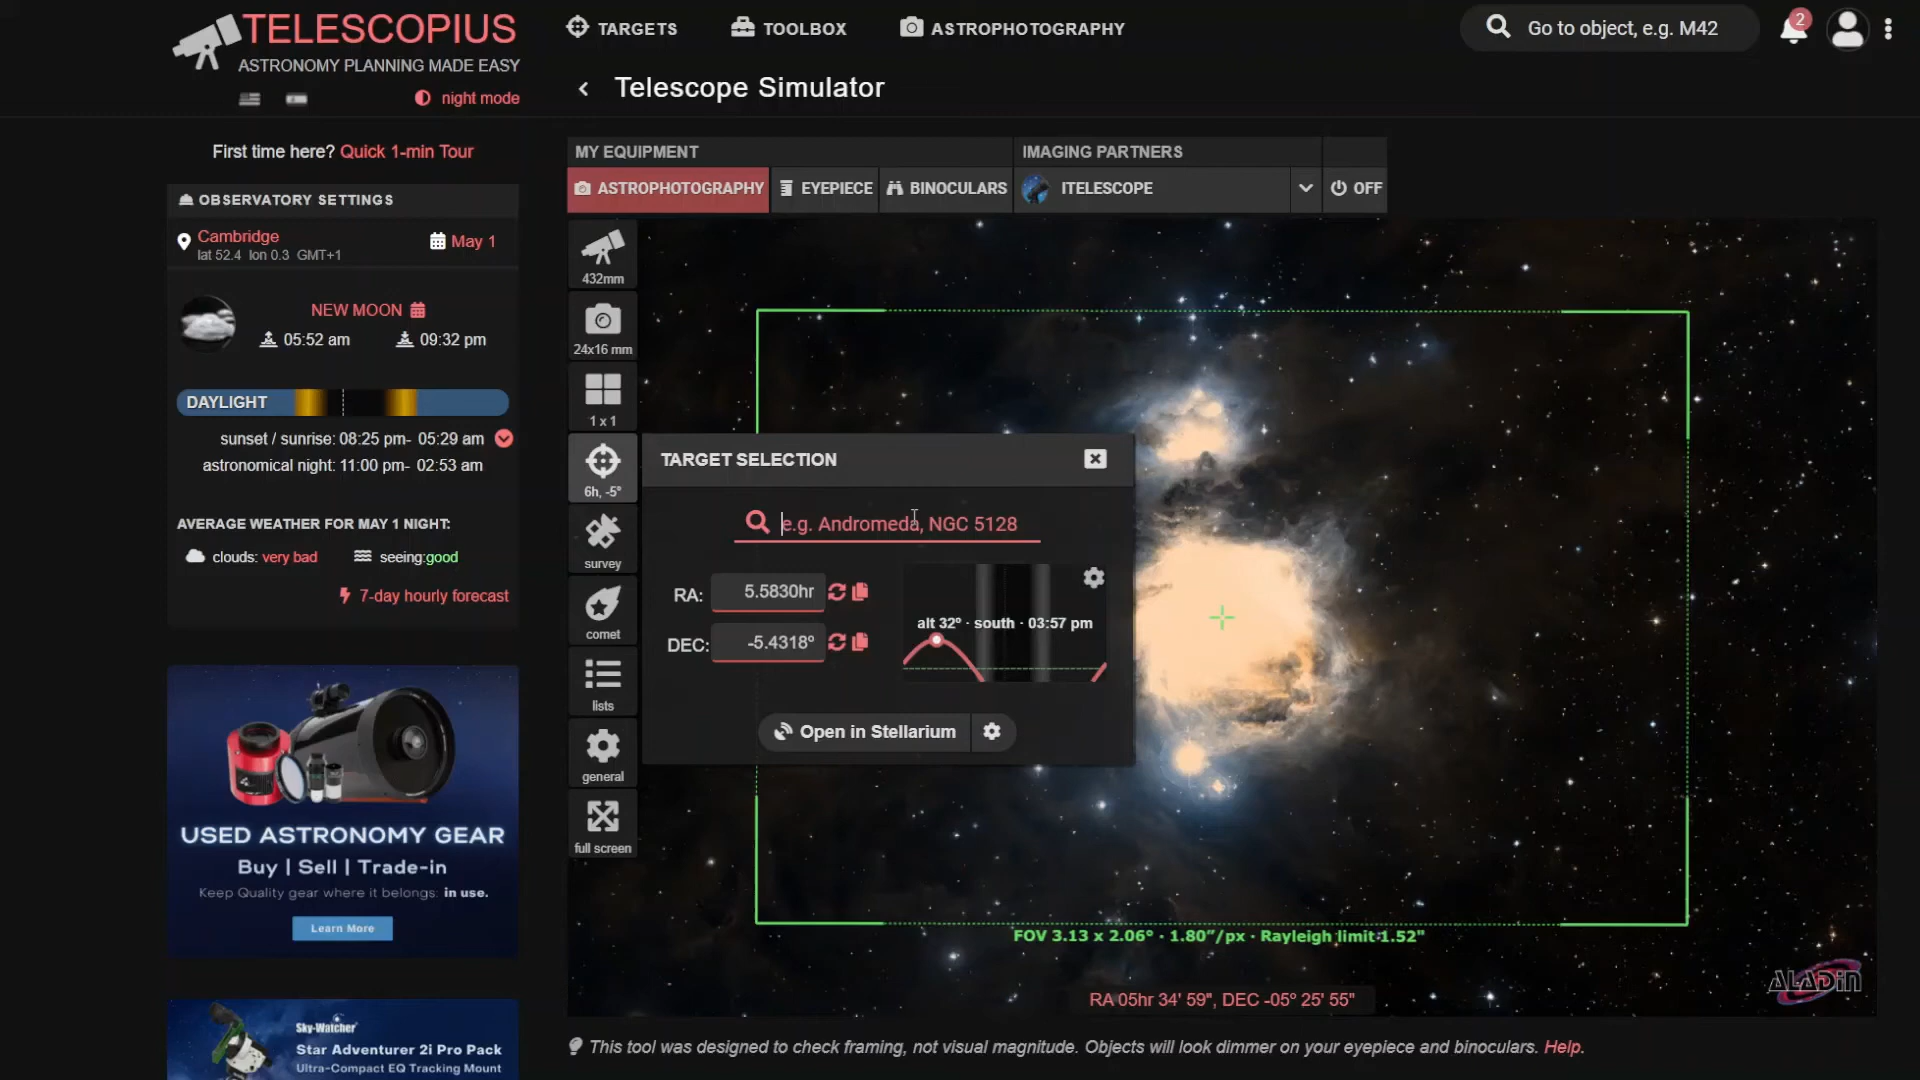 TELESCOPIUS
ASTRONOMY PLANNING MADE EASY
night mode
TARGETS
TOOLBOX
ASTROPHOTOGRAPHY
Go to object, e.g. M42
2
Telescope Simulator
First time here? Quick 1-min Tour
OBSERVATORY SETTINGS
Cambridge
May 1
lat 52.4 lon 0.3 GMT+1
NEW MOON
05:52 am
09:32 pm
DAYLIGHT
sunset / sunrise: 08:25 pm- 05:29 am
astronomical night: 11:00 pm- 02:53 am
AVERAGE WEATHER FOR MAY 1 NIGHT:
clouds: very bad
seeing:good
7-day hourly forecast
USED ASTRONOMY GEAR
Buy | Sell | Trade-in
Keep Quality gear where it belongs: in use.
Learn More
Sky-Watcher
Star Adventurer 2i Pro Pack
Ultra-Compact EQ Tracking Mount
MY EQUIPMENT
IMAGING PARTNERS
ASTROPHOTOGRAPHY
EYEPIECE
BINOCULARS
ITELESCOPE
OFF
432mm
24x16 mm
1 x 1
6h, -5°
survey
comet
lists
general
full screen
TARGET SELECTION
e.g. Andromeda, NGC 5128
RA: 5.5830hr
DEC: -5.4318º
alt 32º · south · 03:57 pm
Open in Stellarium
FOV 3.13 x 2.06° · 1.80"/px · Rayleigh limit 1.52"
RA 05hr 34' 59", DEC -05º 25' 55"
ALADIN
This tool was designed to check framing, not visual magnitude. Objects will look dimmer on your eyepiece and binoculars. Help.